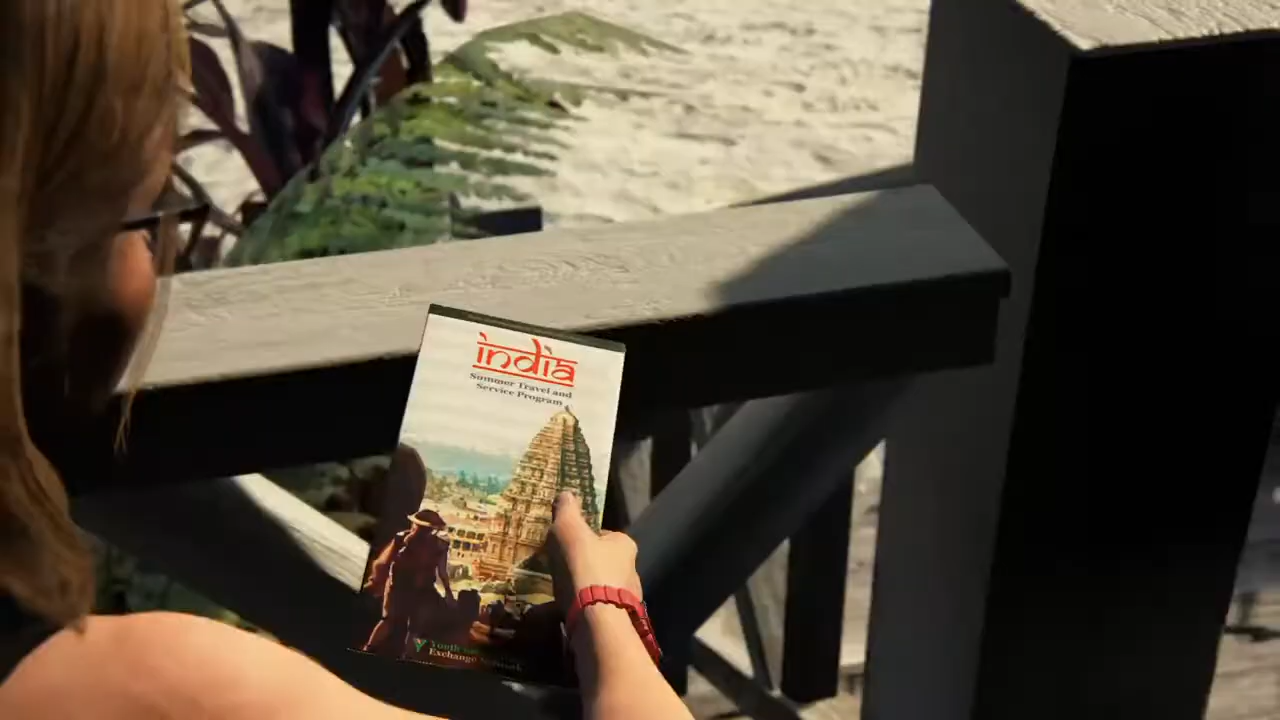 india
Summer Travel and
Service Program
Youth
Exchange